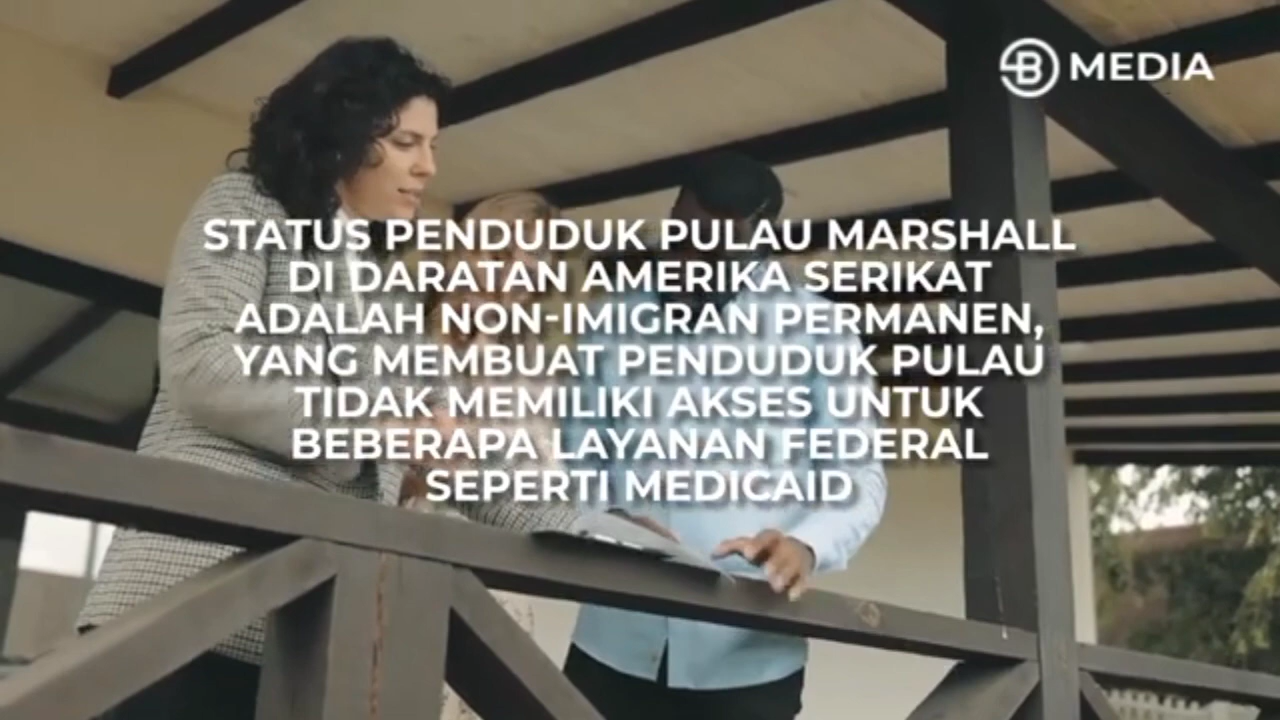 B MEDIA
STATUS PENDUDUK PULAU MARSHALL
DI DARATAN AMERIKA SERIKAT
ADALAH NON-IMIGRAN PERMANEN,
YANG MEMBUAT PENDUDUK PULAU
TIDAK MEMILIKI AKSES UNTUK
BEBERAPA LAYANAN FEDERAL
SEPERTI MEDICAID